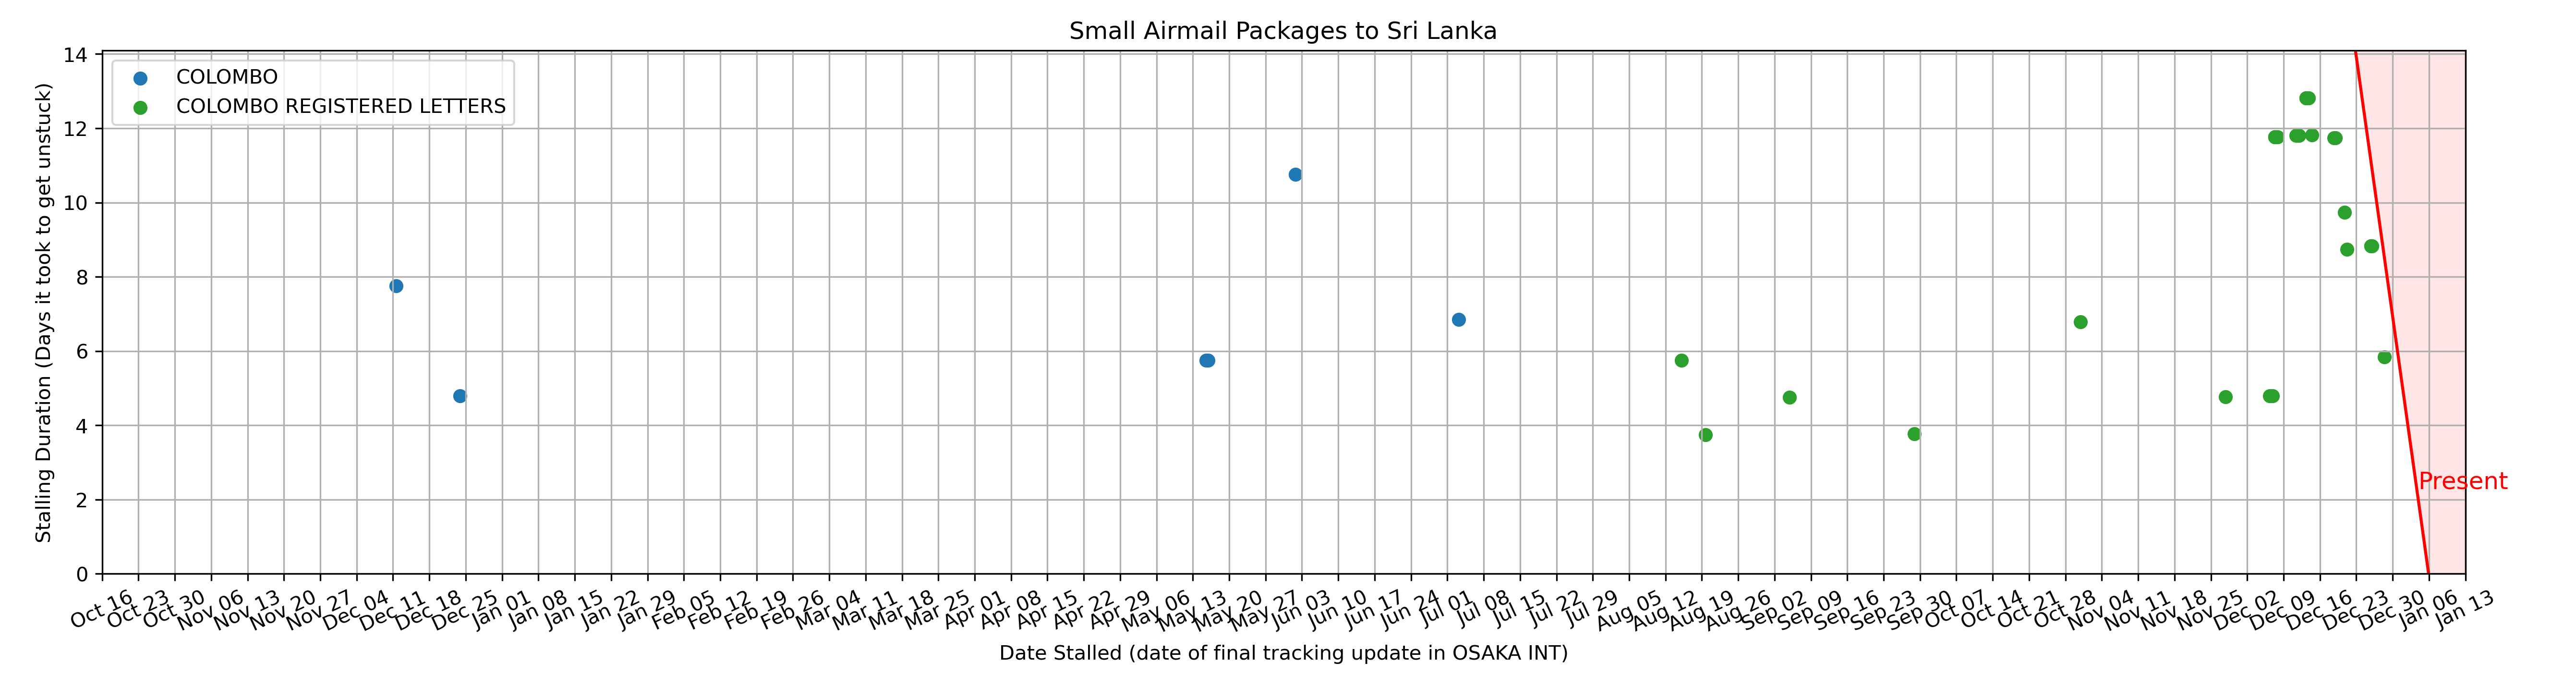 Small Airmail Packages to Sri Lanka
COLOMBO
COLOMBO REGISTERED LETTERS
Stalling Duration (Days it took to get unstuck)
14
12
10
8
6
4
2
0
Present
Oct 16 Oct 23 Oct 30 Nov 06 Nov 13 Nov 20 Nov 27 Dec 04 Dec 11 Dec 18 Dec 25 Jan 01 Jan 08 Jan 15 Jan 22 Jan 29 Feb 05 Feb 12 Feb 19 Feb 26 Mar 04 Mar 11 Mar 18 Mar 25 Apr 01 Apr 08 Apr 15 Apr 22 Apr 29 May 06 May 13 May 20 May 27 Jun 03 Jun 10 Jun 17 Jun 24 Jul 01 Jul 08 Jul 15 Jul 22 Jul 29 Aug 05 Aug 12 Aug 19 Aug 26 Sep 02 Sep 09 Sep 16 Sep 23 Sep 30 Oct 07 Oct 14 Oct 21 Oct 28 Nov 04 Nov 11 Nov 18 Nov 25 Dec 02 Dec 09 Dec 16 Dec 23 Dec 30 Jan 06 Jan 13
Date Stalled (date of final tracking update in OSAKA INT)